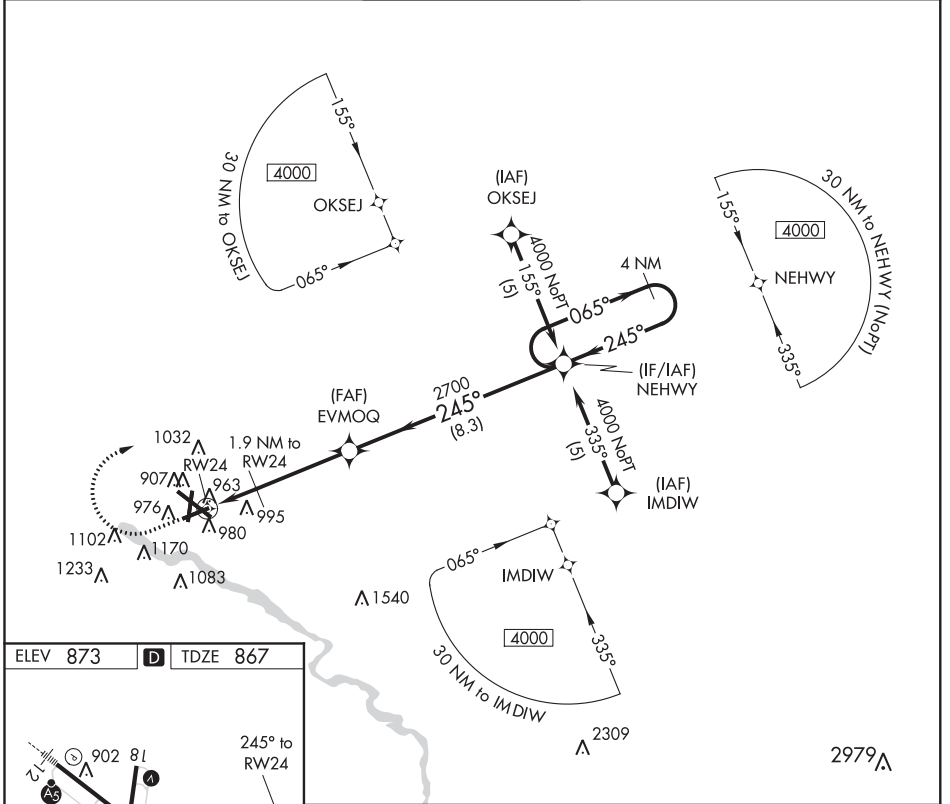 155°
4000
OKSEJ
30 NM to OKSEJ
065°
(IAF)
OKSEJ
4000 NoPT
155°
(5)
4 NM
065°
245°
155°
4000
NEHWY
30 NM to NEHWY (NoPT)
335°
(IF/IAF)
NEHWY
(FAF)
EVMOQ
2700
245°
(8.3)
4000 NoPT
335°
(5)
(IAF)
IMDIW
1032
1.9 NM to
RW24
RW24
907
963
976
995
980
1102
1170
1233
1083
1540
065°
IMDIW
4000
335°
30 NM to IMDIW
2309
2979
ELEV 873
D
TDZE 867
P
902
18
12
V
A5
245° to
RW24